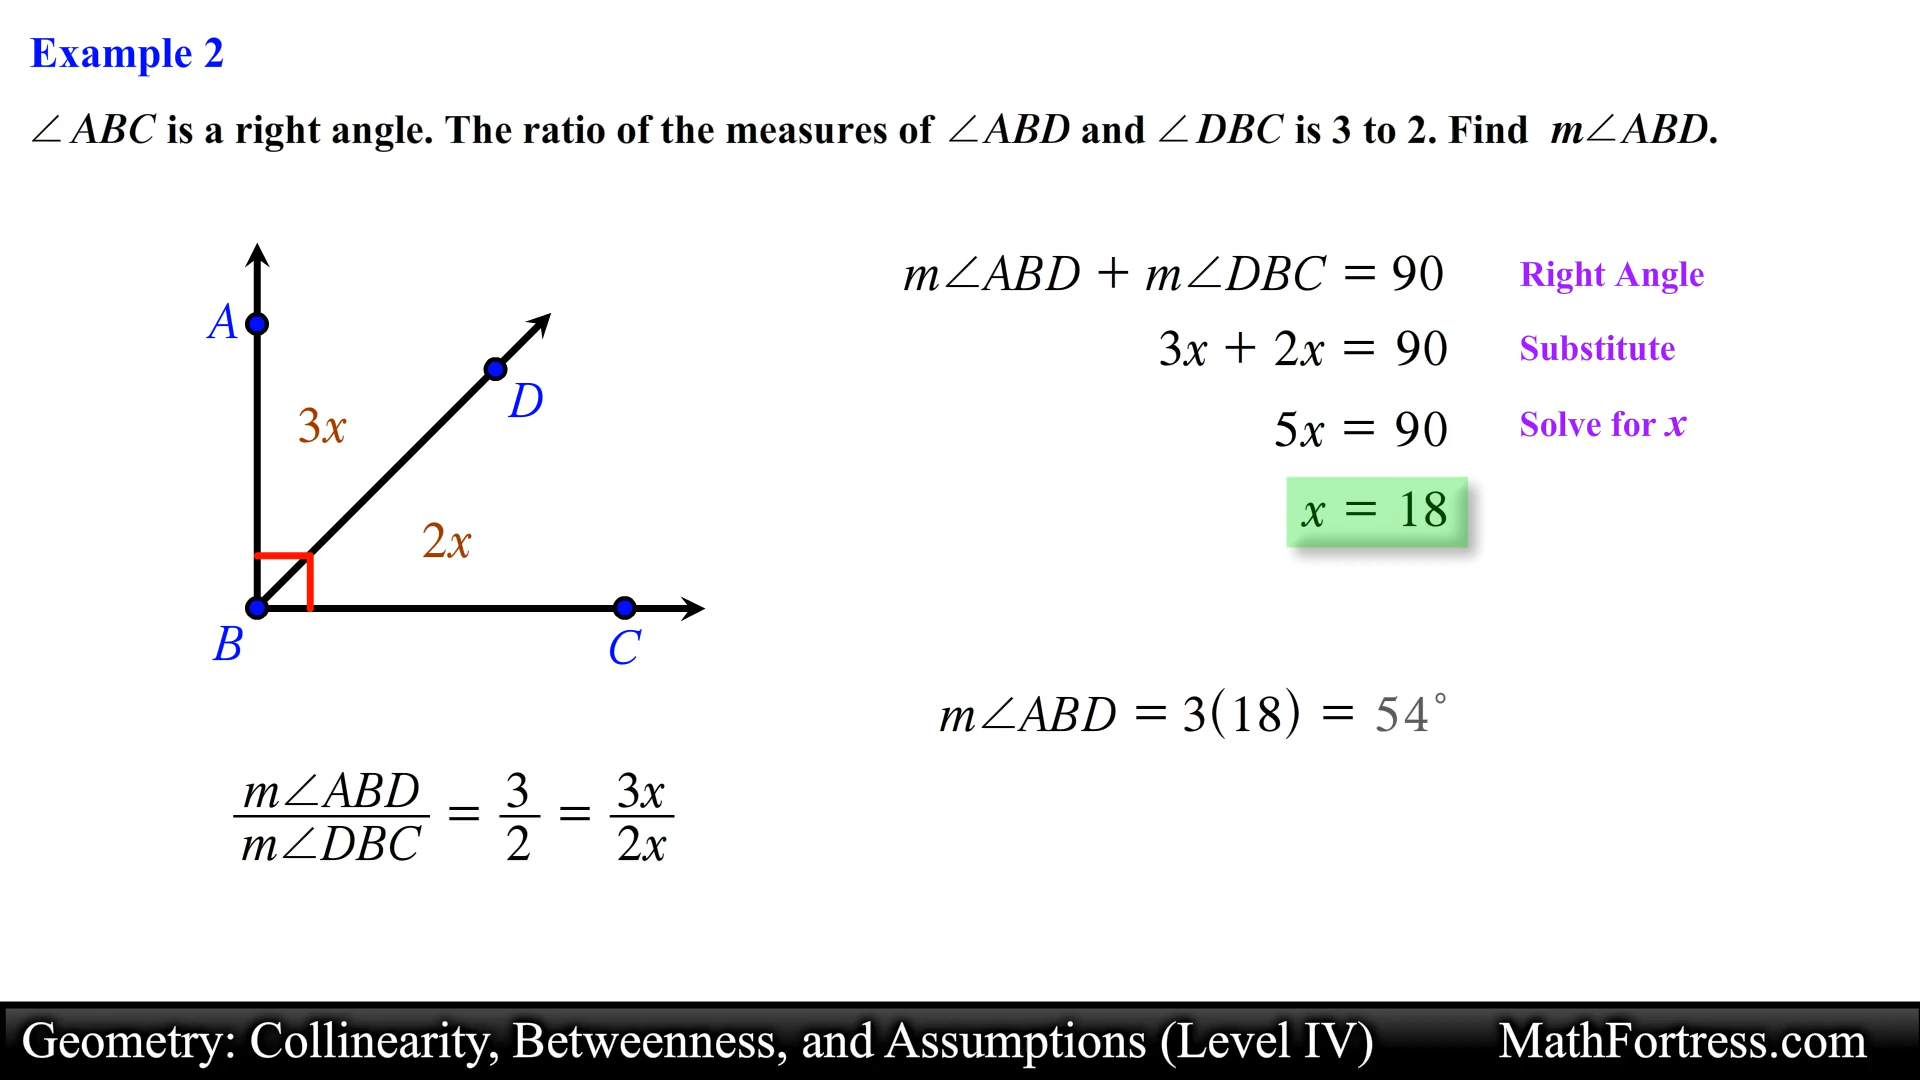 Example 2
∠ABC is a right angle. The ratio of the measures of ∠ABD and ∠DBC is 3 to 2. Find m∠ABD.
A
D
3x
2x
B
C
m∠ABD + m∠DBC = 90 Right Angle
3x + 2x = 90 Substitute
5x = 90 Solve for x
x = 18
m∠ABD = 3(18) = 54°
m∠ABD/m∠DBC = 3/2 = 3x/2x
Geometry: Collinearity, Betweenness, and Assumptions (Level IV) MathFortress.com